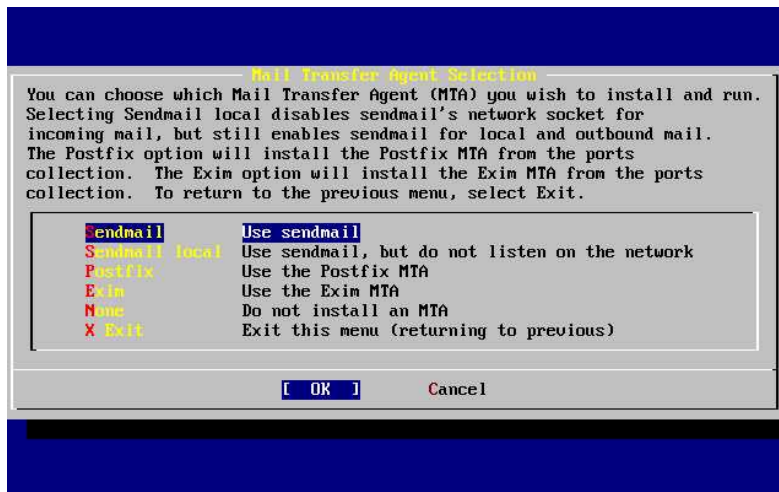 Mail Transfer Agent Selection
You can choose which Mail Transfer Agent (MTA) you wish to install and run.
Selecting Sendmail local disables sendmail's network socket for
incoming mail, but still enables sendmail for local and outbound mail.
The Postfix option will install the Postfix MTA from the ports
collection.  The Exim option will install the Exim MTA from the ports
collection.  To return to the previous menu, select Exit.
Sendmail Use sendmail
Sendmail local Use sendmail, but do not listen on the network
Postfix Use the Postfix MTA
Exim Use the Exim MTA
None Do not install an MTA
X Exit Exit this menu (returning to previous)
[ OK ] Cancel